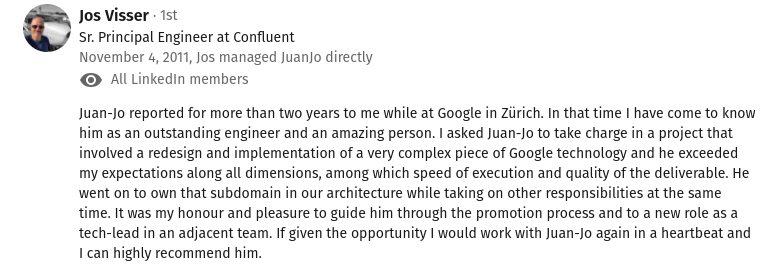 Jos Visser · 1st
Sr. Principal Engineer at Confluent
November 4, 2011, Jos managed JuanJo directly
All LinkedIn members
Juan-Jo reported for more than two years to me while at Google in Zürich. In that time I have come to know
him as an outstanding engineer and an amazing person. I asked Juan-Jo to take charge in a project that
involved a redesign and implementation of a very complex piece of Google technology and he exceeded
my expectations along all dimensions, among which speed of execution and quality of the deliverable. He
went on to own that subdomain in our architecture while taking on other responsibilities at the same
time. It was my honour and pleasure to guide him through the promotion process and to a new role as a
tech-lead in an adjacent team. If given the opportunity I would work with Juan-Jo again in a heartbeat and
I can highly recommend him.